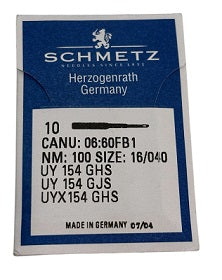 SCHMETZ
NEEDLES SINCE 1851
Herzogenrath
Germany
10
CANU: 06:60FB1
NM: 100 SIZE: 16/040
UY 154 GHS
UY 154 GJS
UYX154 GHS
MADE IN GERMANY 07/04